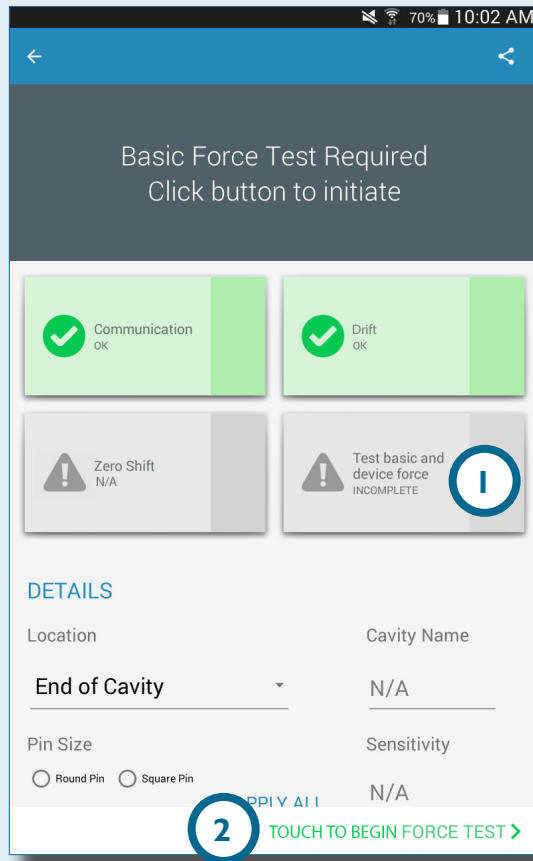 70% 10:02 AM
Basic Force Test Required
Click button to initiate
Communication
OK
Drift
OK
Zero Shift
N/A
Test basic and
device force
INCOMPLETE
1
DETAILS
Location
Cavity Name
End of Cavity
N/A
Pin Size
Sensitivity
Round Pin
Square Pin
N/A
PPLY ALL
2
TOUCH TO BEGIN FORCE TEST